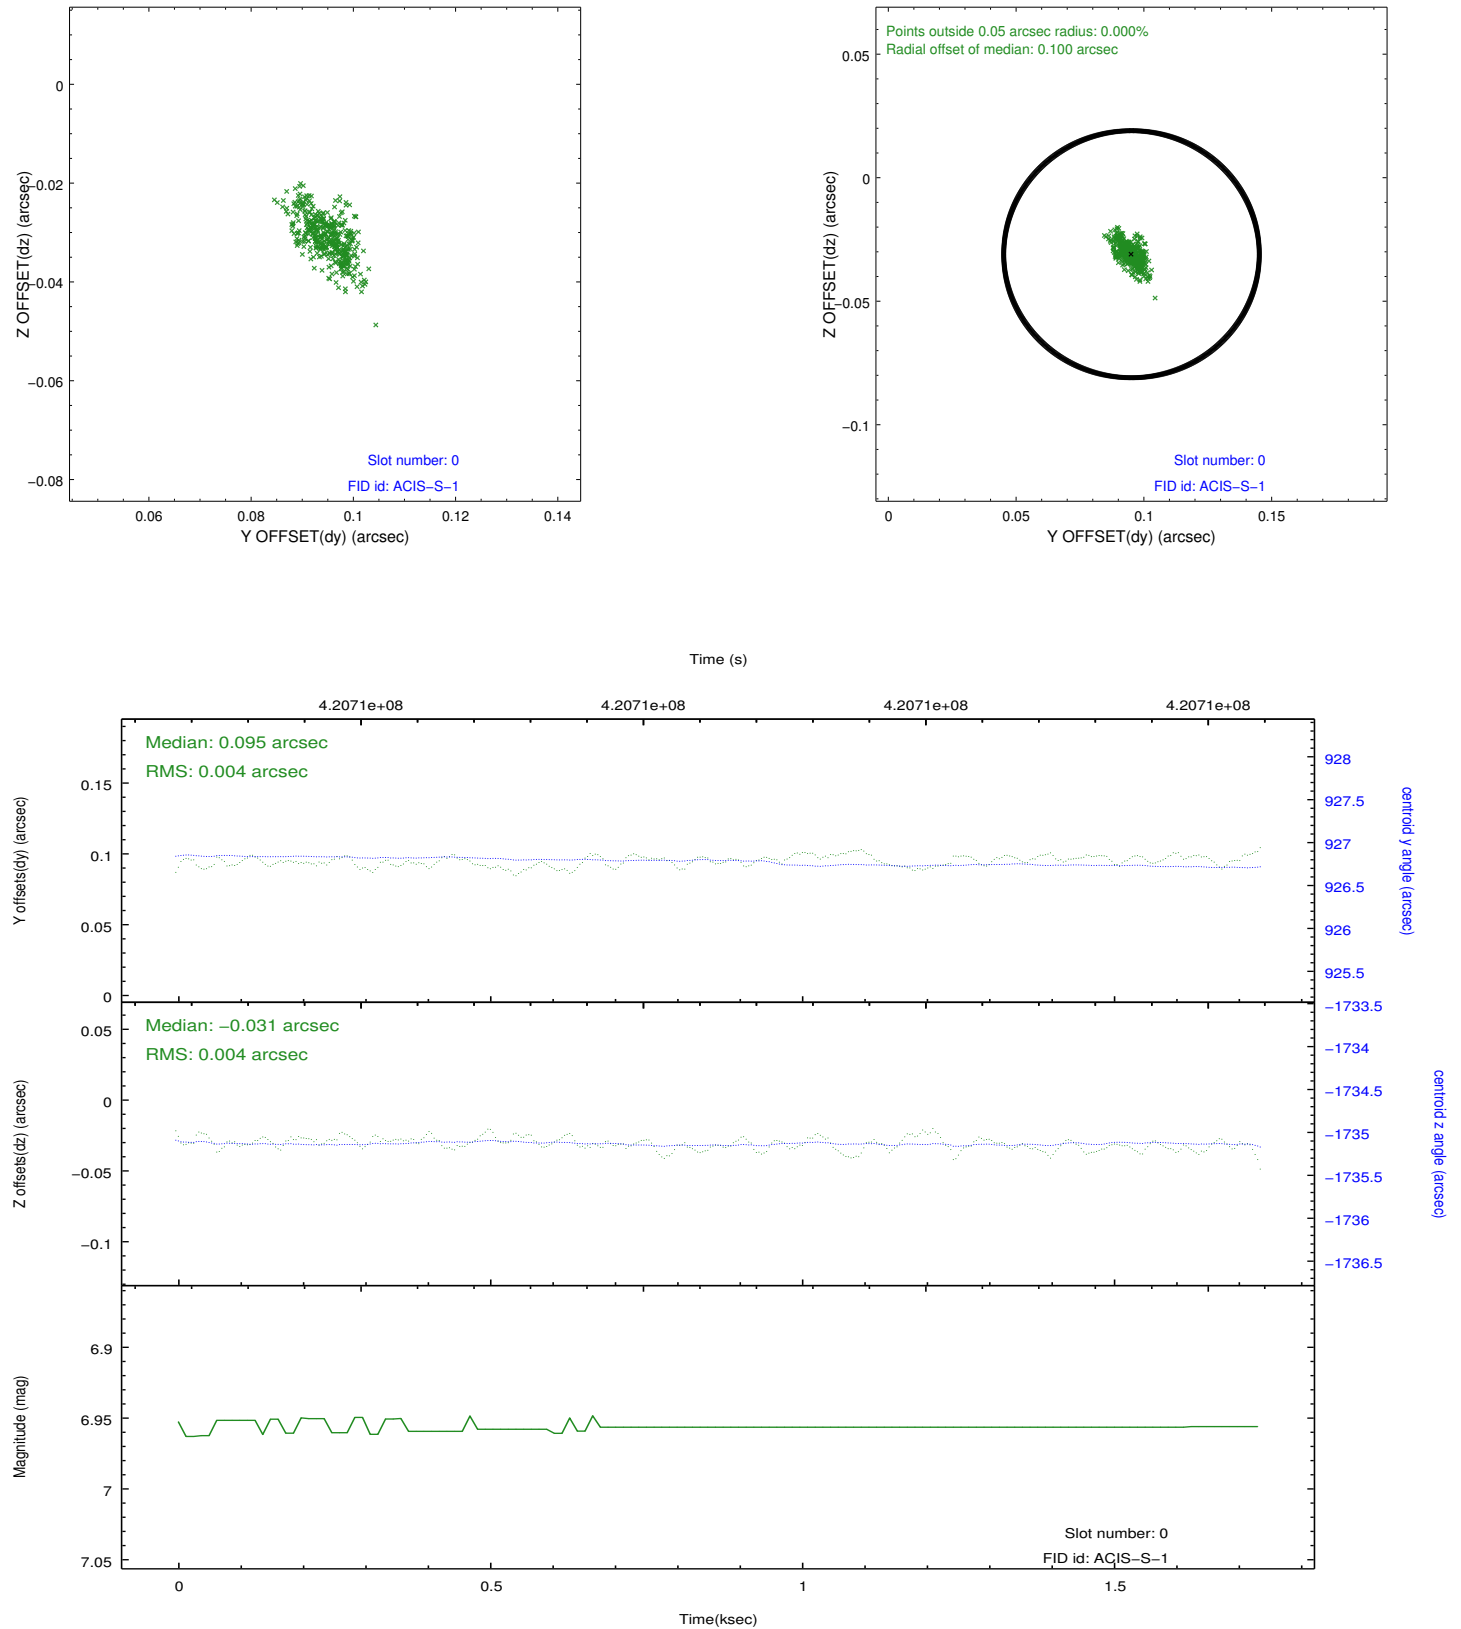 0
−0.02
−0.04
−0.06
−0.08
Z OFFSET(dz) (arcsec)
Slot number: 0
FID id: ACIS−S−1
0.06
0.08
0.1
0.12
0.14
Y OFFSET(dy) (arcsec)
Points outside 0.05 arcsec radius: 0.000%
Radial offset of median: 0.100 arcsec
0.05
0
−0.05
−0.1
Z OFFSET(dz) (arcsec)
Slot number: 0
FID id: ACIS−S−1
0
0.05
0.1
0.15
Y OFFSET(dy) (arcsec)
Time (s)
4.2071e+08
4.2071e+08
4.2071e+08
4.2071e+08
Median: 0.095 arcsec
RMS: 0.004 arcsec
0.15
0.1
0.05
0
Y offsets(dy) (arcsec)
928
927.5
927
926.5
926
925.5
centroid y angle (arcsec)
Median: −0.031 arcsec
RMS: 0.004 arcsec
0.05
0
−0.05
−0.1
Z offsets(dz) (arcsec)
−1733.5
−1734
−1734.5
−1735
−1735.5
−1736
−1736.5
centroid z angle (arcsec)
6.9
6.95
7
7.05
Magnitude (mag)
Slot number: 0
FID id: ACIS−S−1
0
0.5
1
1.5
Time(ksec)